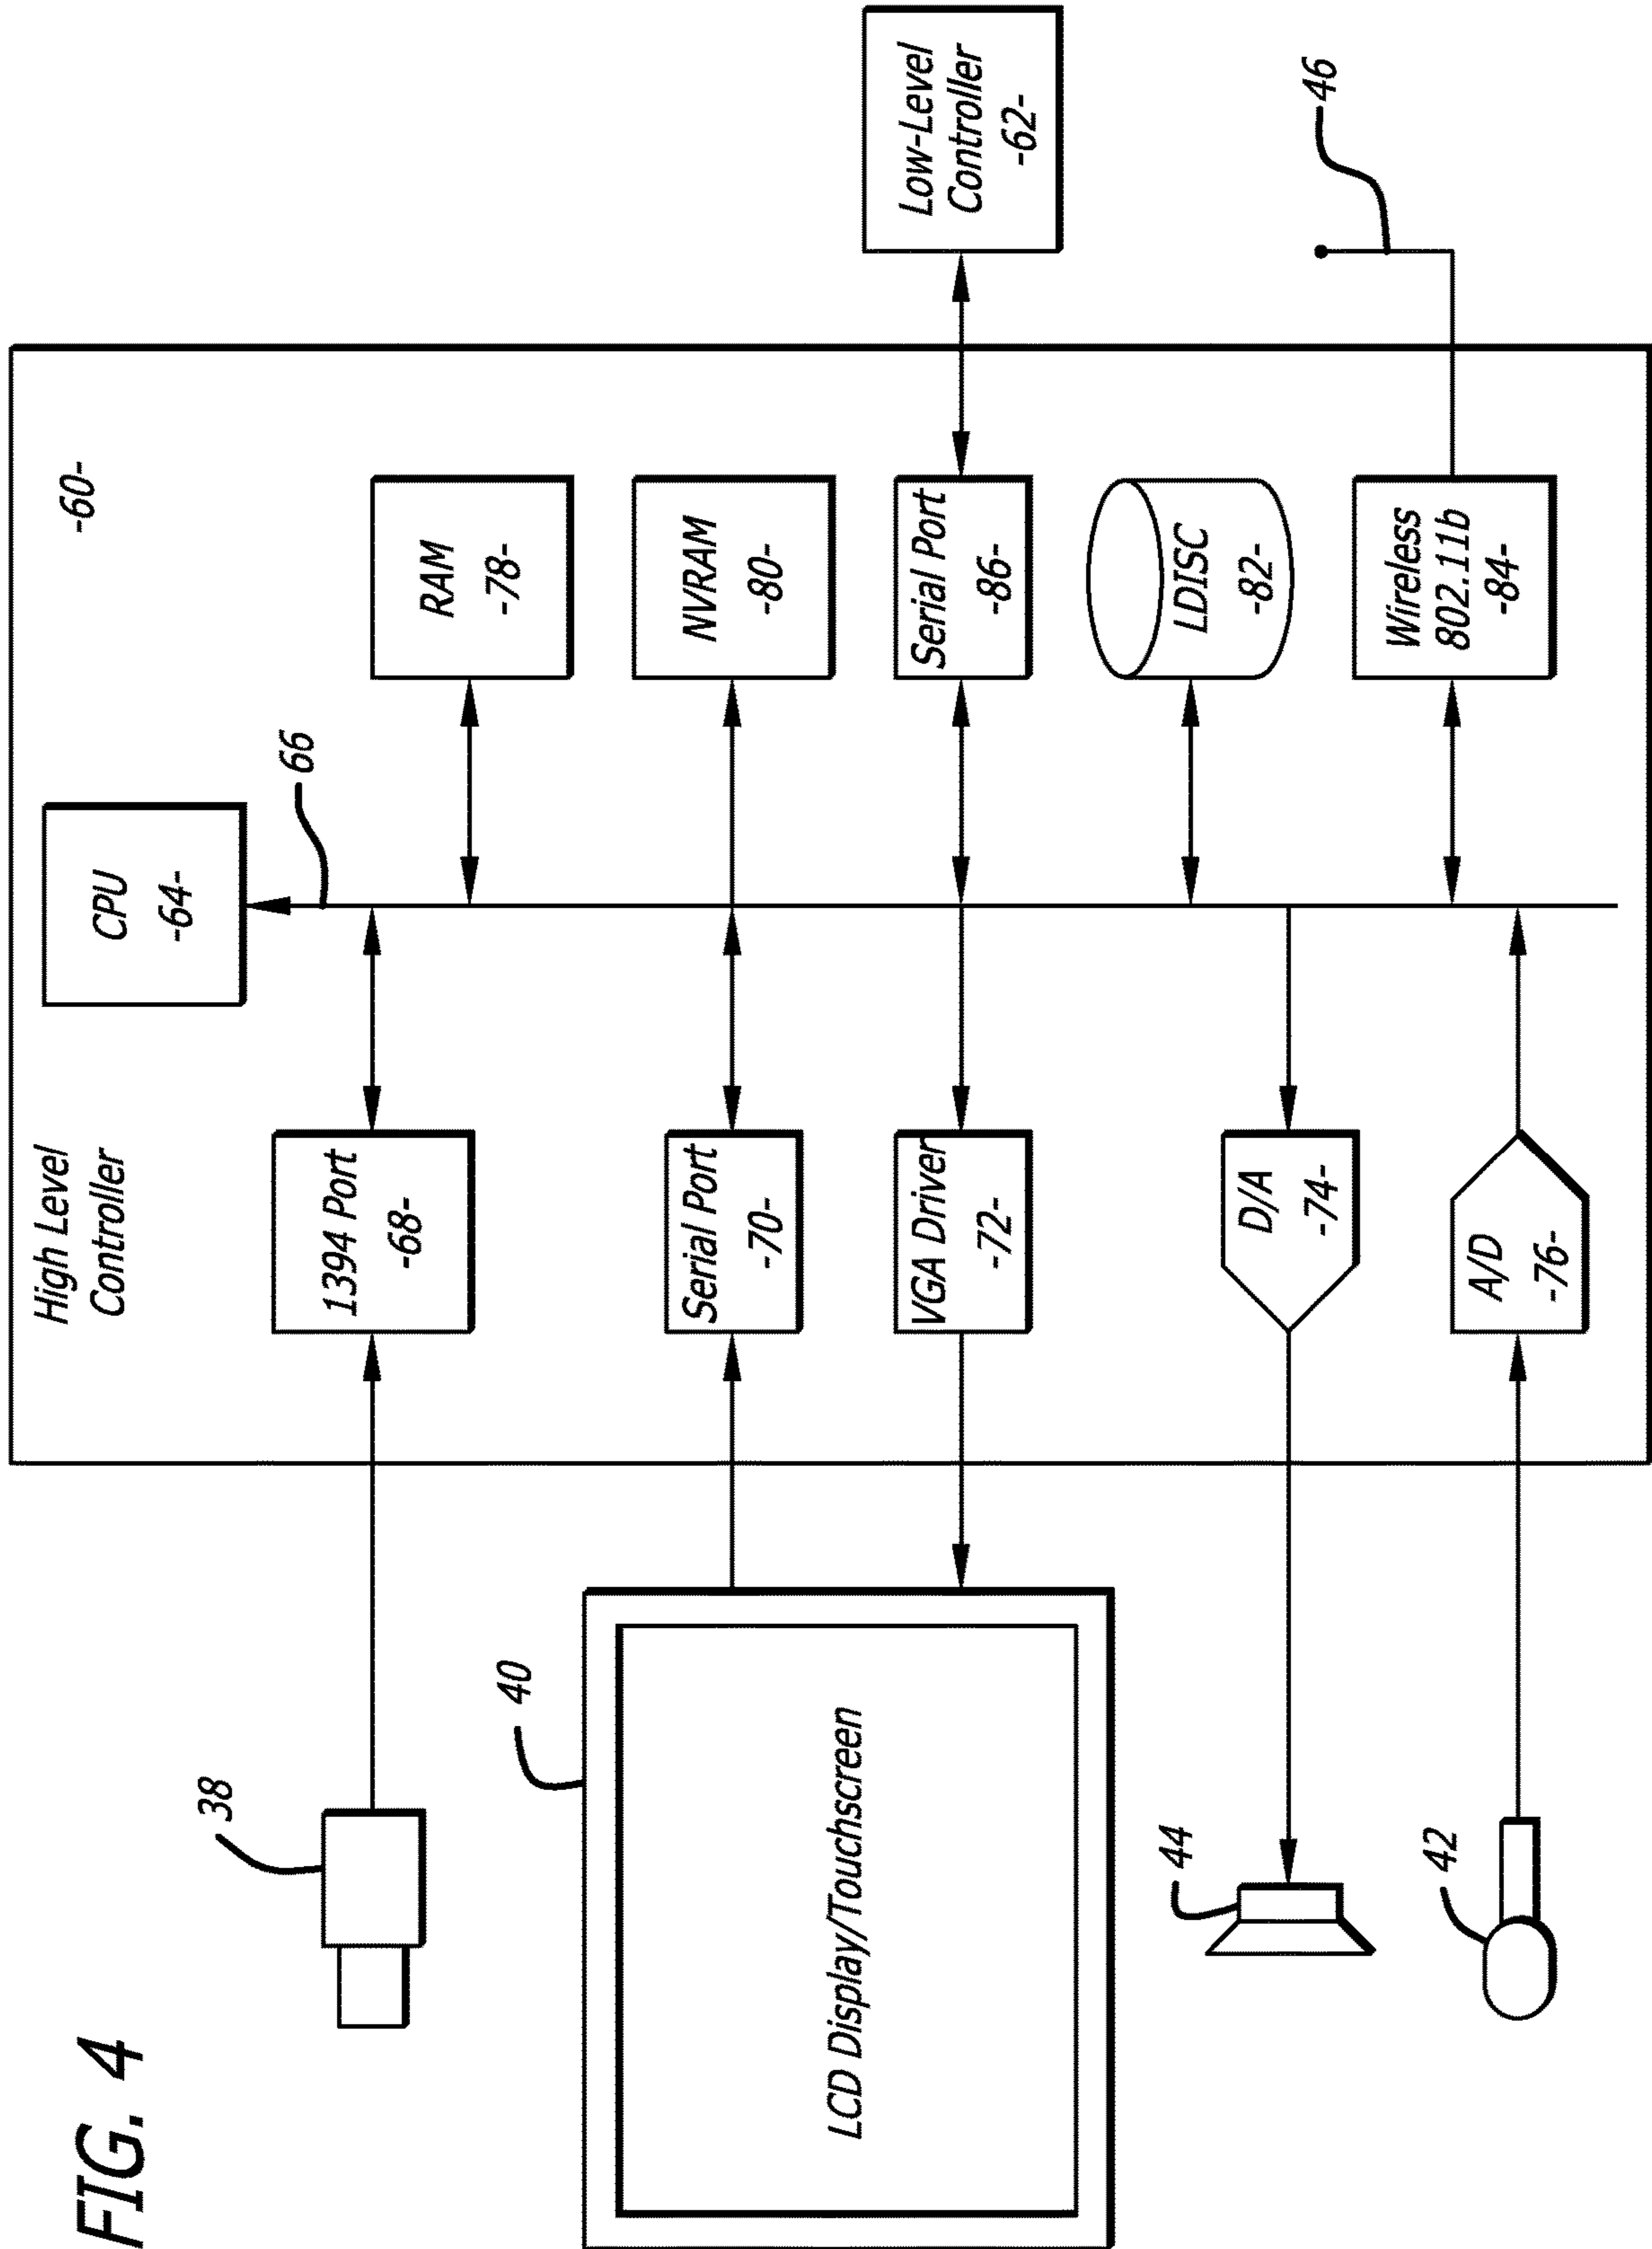 FIG. 4
High Level
Controller
-60-
CPU
-64-
66
38
1394 Port
-68-
RAM
-78-
40
LCD Display/Touchscreen
Serial Port
-70-
NVRAM
-80-
VGA Driver
-72-
Serial Port
-86-
Low-Level
Controller
-62-
44
D/A
-74-
LDISC
-82-
42
A/D
-76-
Wireless
802.11b
-84-
46